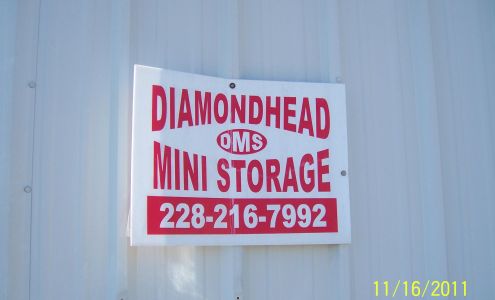 DIAMONDHEAD
DMS
MINI STORAGE
228-216-7992
11/16/2011